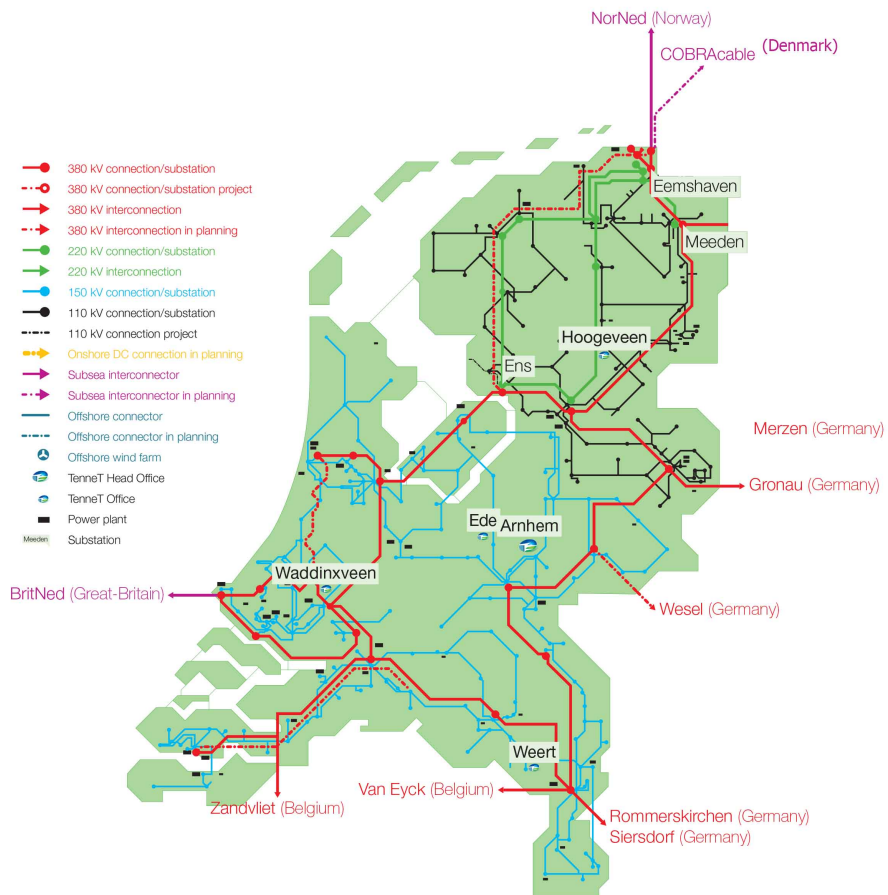 NorNed (Norway)
COBRAcable (Denmark)
380 kV connection/substation
380 kV connection/substation project
380 kV interconnection
380 kV interconnection in planning
220 kV connection/substation
220 kV interconnection
150 kV connection/substation
110 kV connection/substation
110 kV connection project
Onshore DC connection in planning
Subsea interconnector
Subsea interconnector in planning
Offshore connector
Offshore connector in planning
Offshore wind farm
TenneT Head Office
TenneT Office
Power plant
Meeden Substation
Eemshaven
Meeden
Hoogeveen
Ens
Merzen (Germany)
Gronau (Germany)
Ede
Arnhem
Waddinxveen
BritNed (Great-Britain)
Wesel (Germany)
Weert
Van Eyck (Belgium)
Zandvliet (Belgium)
Rommerskirchen (Germany)
Siersdorf (Germany)